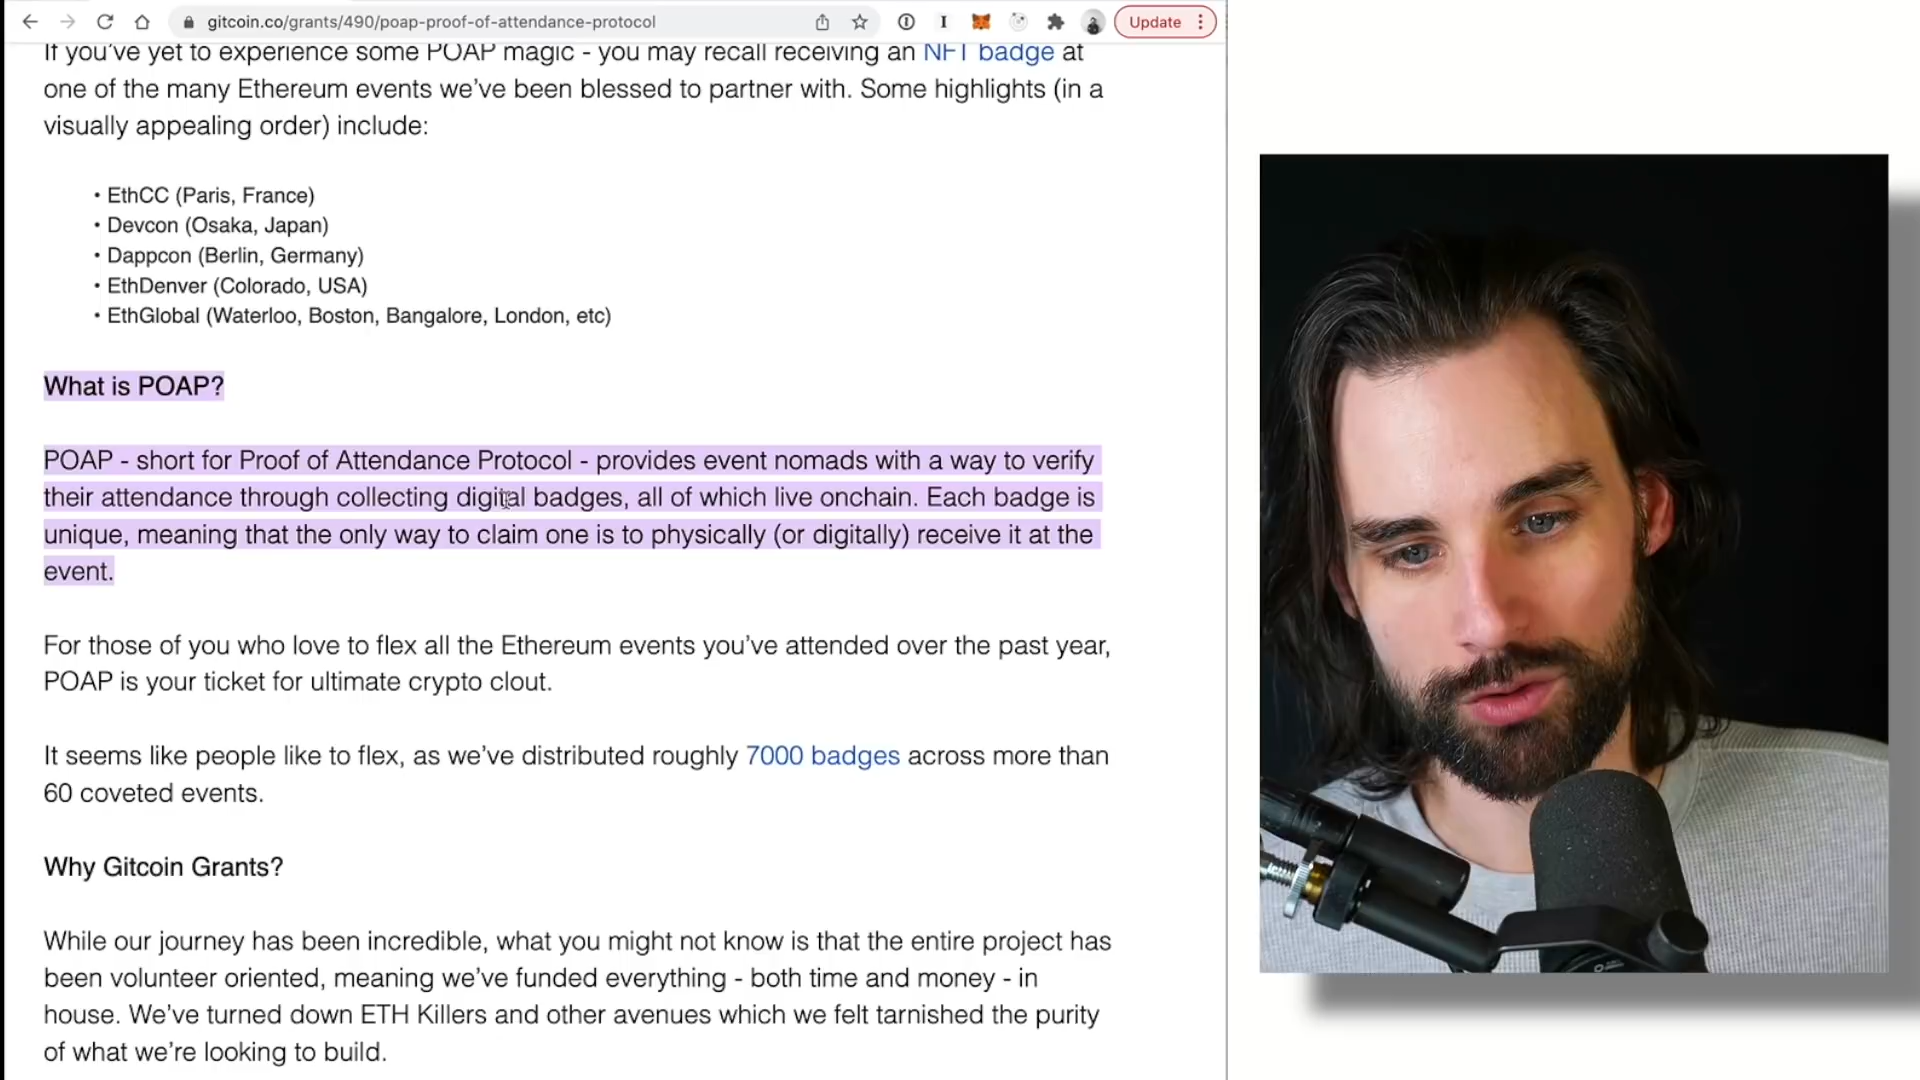 gitcoin.co/grants/490/poap-proof-of-attendance-protocol
Update
If you've yet to experience some POAP magic - you may recall receiving an NFT badge at
one of the many Ethereum events we've been blessed to partner with. Some highlights (in a
visually appealing order) include:
• EthCC (Paris, France)
• Devcon (Osaka, Japan)
• Dappcon (Berlin, Germany)
• EthDenver (Colorado, USA)
• EthGlobal (Waterloo, Boston, Bangalore, London, etc)
What is POAP?
POAP - short for Proof of Attendance Protocol - provides event nomads with a way to verify
their attendance through collecting digital badges, all of which live onchain. Each badge is
unique, meaning that the only way to claim one is to physically (or digitally) receive it at the
event.
For those of you who love to flex all the Ethereum events you've attended over the past year,
POAP is your ticket for ultimate crypto clout.
It seems like people like to flex, as we've distributed roughly 7000 badges across more than
60 coveted events.
Why Gitcoin Grants?
While our journey has been incredible, what you might not know is that the entire project has
been volunteer oriented, meaning we've funded everything - both time and money - in
house. We've turned down ETH Killers and other avenues which we felt tarnished the purity
of what we're looking to build.